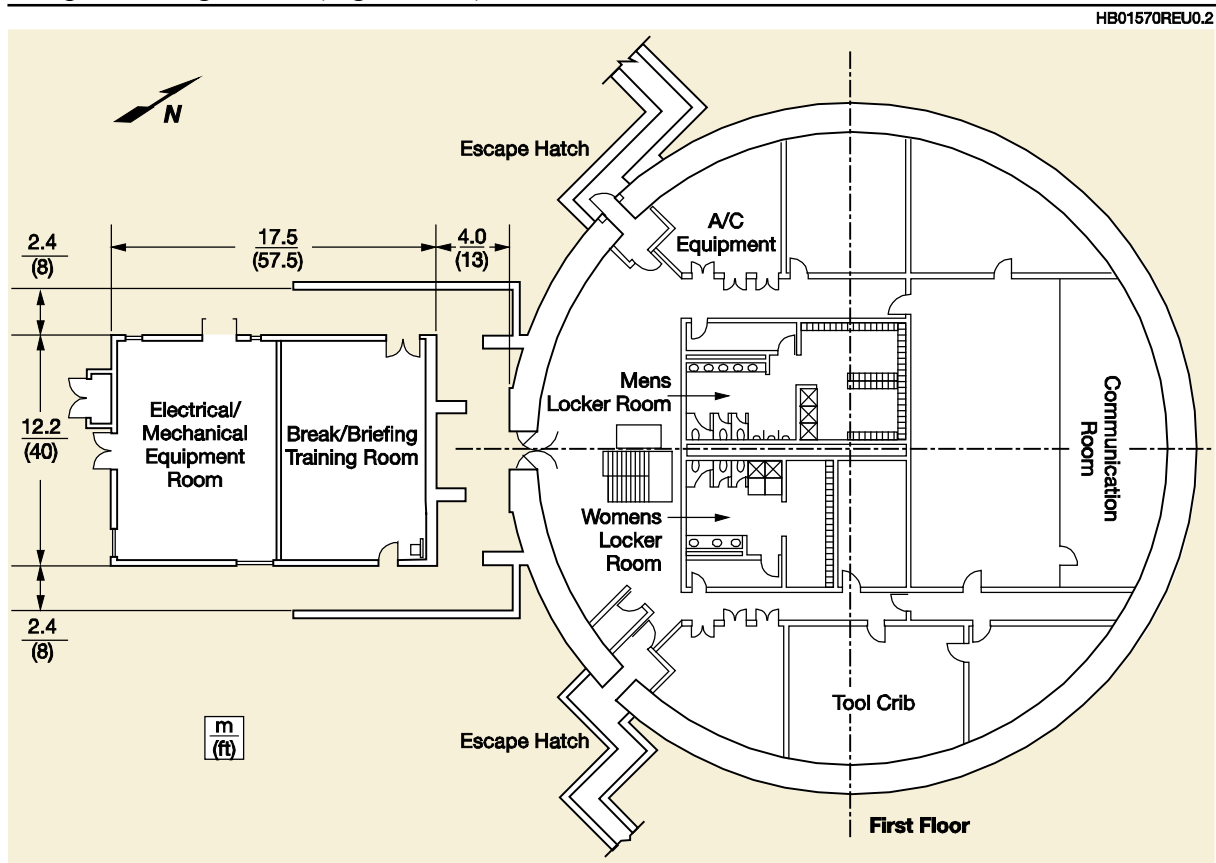 HB01570REU0.2
N
Escape Hatch
A/C
Equipment
2.4
(8)
17.5
(57.5)
4.0
(13)
12.2
(40)
Electrical/
Mechanical
Equipment
Room
Break/Briefing
Training Room
Mens
Locker Room
Womens
Locker
Room
Communication
Room
2.4
(8)
m
(ft)
Tool Crib
Escape Hatch
First Floor